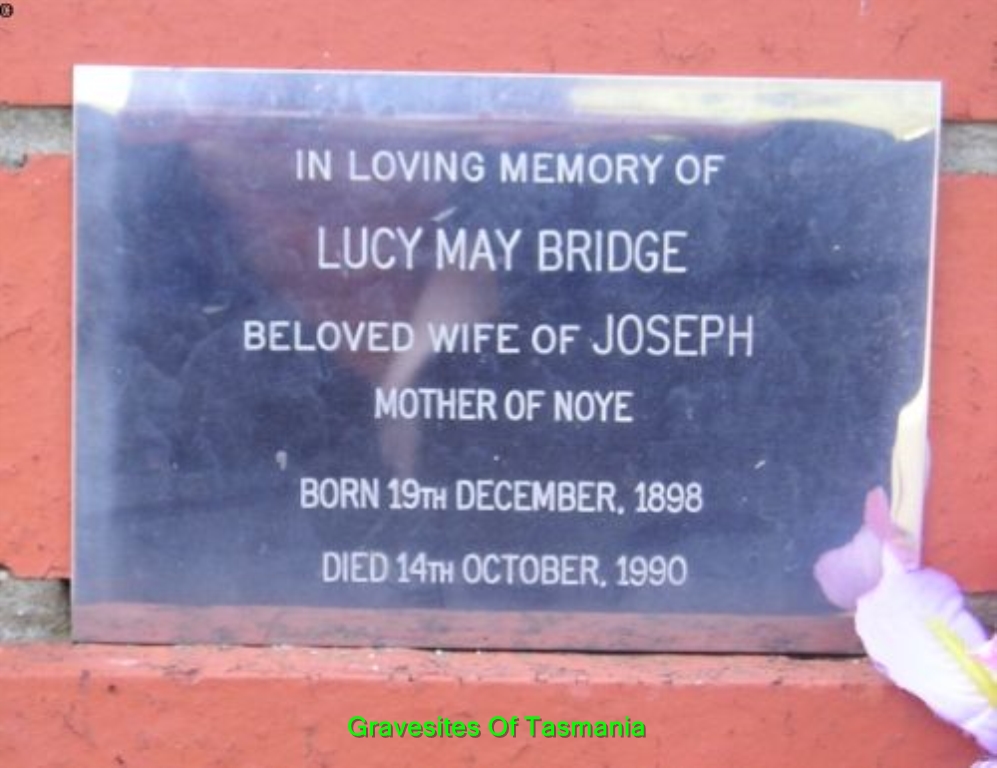 IN LOVING MEMORY OF
LUCY MAY BRIDGE
BELOVED WIFE OF JOSEPH
MOTHER OF NOYE
BORN 19TH DECEMBER, 1898
DIED 14TH OCTOBER, 1990
Gravesites Of Tasmania